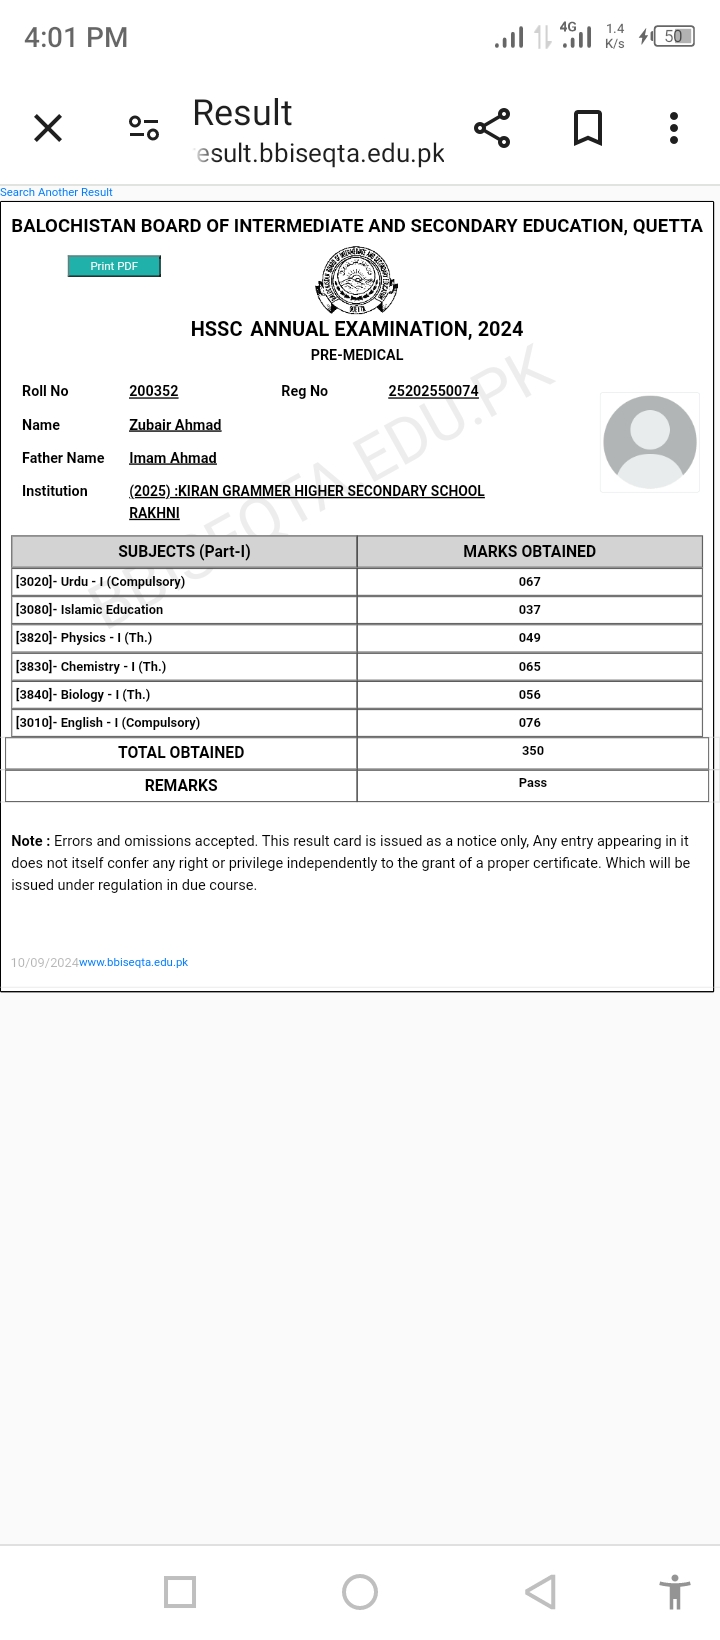 4:01 PM
4G
1.4
K/s
50
Result
esult.bbiseqta.edu.pk
Search Another Result
BALOCHISTAN BOARD OF INTERMEDIATE AND SECONDARY EDUCATION, QUETTA
Print PDF
HSSC ANNUAL EXAMINATION, 2024
PRE-MEDICAL
Roll No 200352 Reg No 25202550074
Name Zubair Ahmad
Father Name Imam Ahmad
Institution (2025) :KIRAN GRAMMER HIGHER SECONDARY SCHOOL
RAKHNI
BBISEQTA.EDU.PK
SUBJECTS (Part-I) MARKS OBTAINED
[3020]- Urdu - I (Compulsory) 067
[3080]- Islamic Education 037
[3820]- Physics - I (Th.) 049
[3830]- Chemistry - I (Th.) 065
[3840]- Biology - I (Th.) 056
[3010]- English - I (Compulsory) 076
TOTAL OBTAINED 350
REMARKS Pass
Note : Errors and omissions accepted. This result card is issued as a notice only, Any entry appearing in it
does not itself confer any right or privilege independently to the grant of a proper certificate. Which will be
issued under regulation in due course.
10/09/2024www.bbiseqta.edu.pk